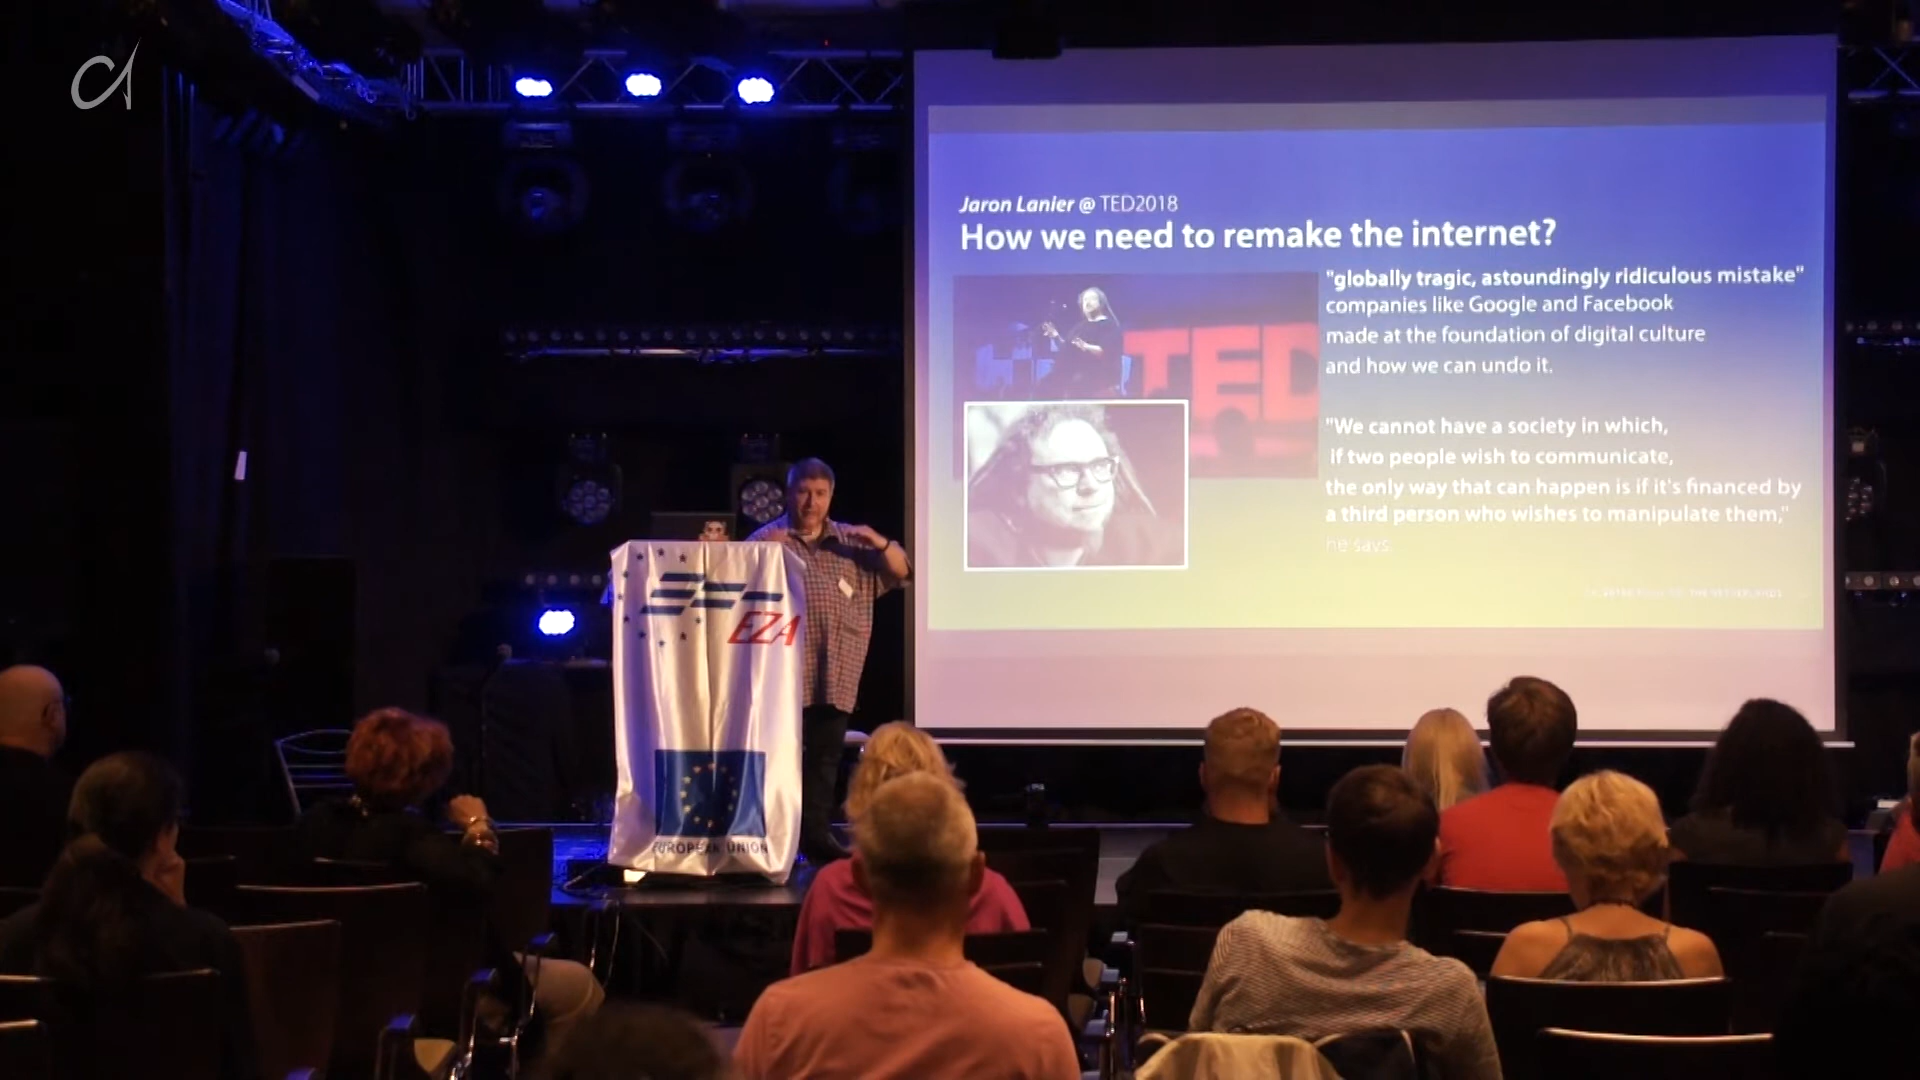 Jaron Lanier @ TED2018
How we need to remake the internet?
"globally tragic, astoundingly ridiculous mistake"
companies like Google and Facebook
made at the foundation of digital culture
and how we can undo it.
TED
"We cannot have a society in which,
if two people wish to communicate,
the only way that can happen is if it's financed by
a third person who wishes to manipulate them,"
he says
EZA
EUROPEAN UNION